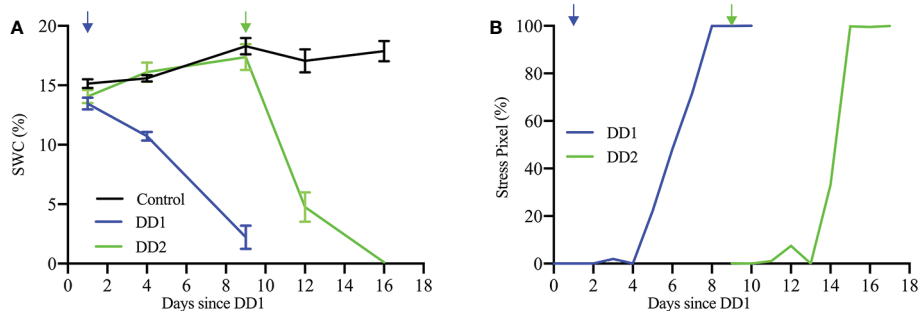 A
20
15
10
5
0
SWC (%)
Control
DD1
DD2
0 2 4 6 8 10 12 14 16 18
Days since DD1
B
100
80
60
40
20
0
Stress Pixel (%)
DD1
DD2
0 2 4 6 8 10 12 14 16 18
Days since DD1